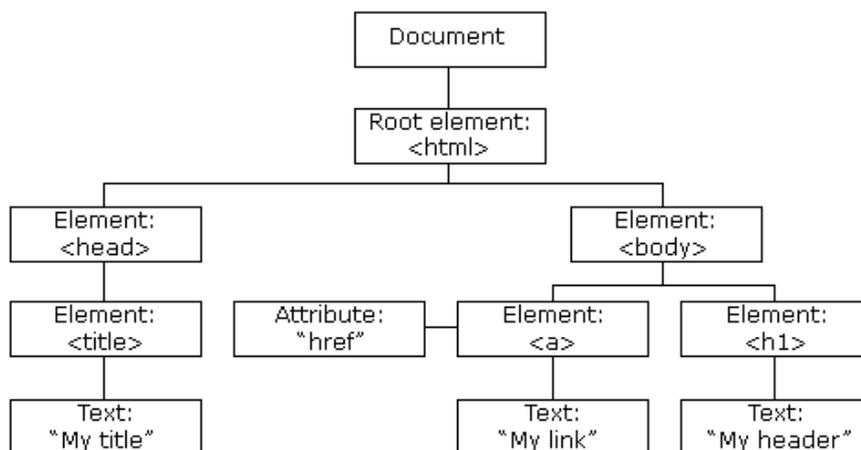 Document
Root element:
<html>
Element:
<head>
Element:
<body>
Element:
<title>
Attribute:
“href”
Element:
<a>
Element:
<h1>
Text:
“My title”
Text:
“My link”
Text:
“My header”